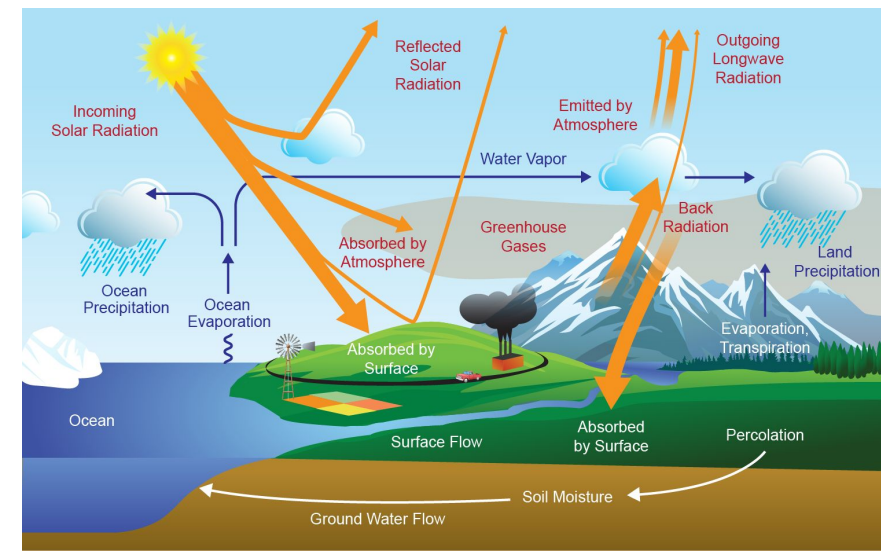 Reflected
Solar
Radiation
Outgoing
Longwave
Radiation
Incoming
Solar Radiation
Emitted by
Atmosphere
Water Vapor
Absorbed by
Atmosphere
Greenhouse
Gases
Back
Radiation
Land
Precipitation
Ocean
Precipitation
Ocean
Evaporation
Evaporation,
Transpiration
Absorbed by
Surface
Ocean
Surface Flow
Absorbed
by Surface
Percolation
Soil Moisture
Ground Water Flow